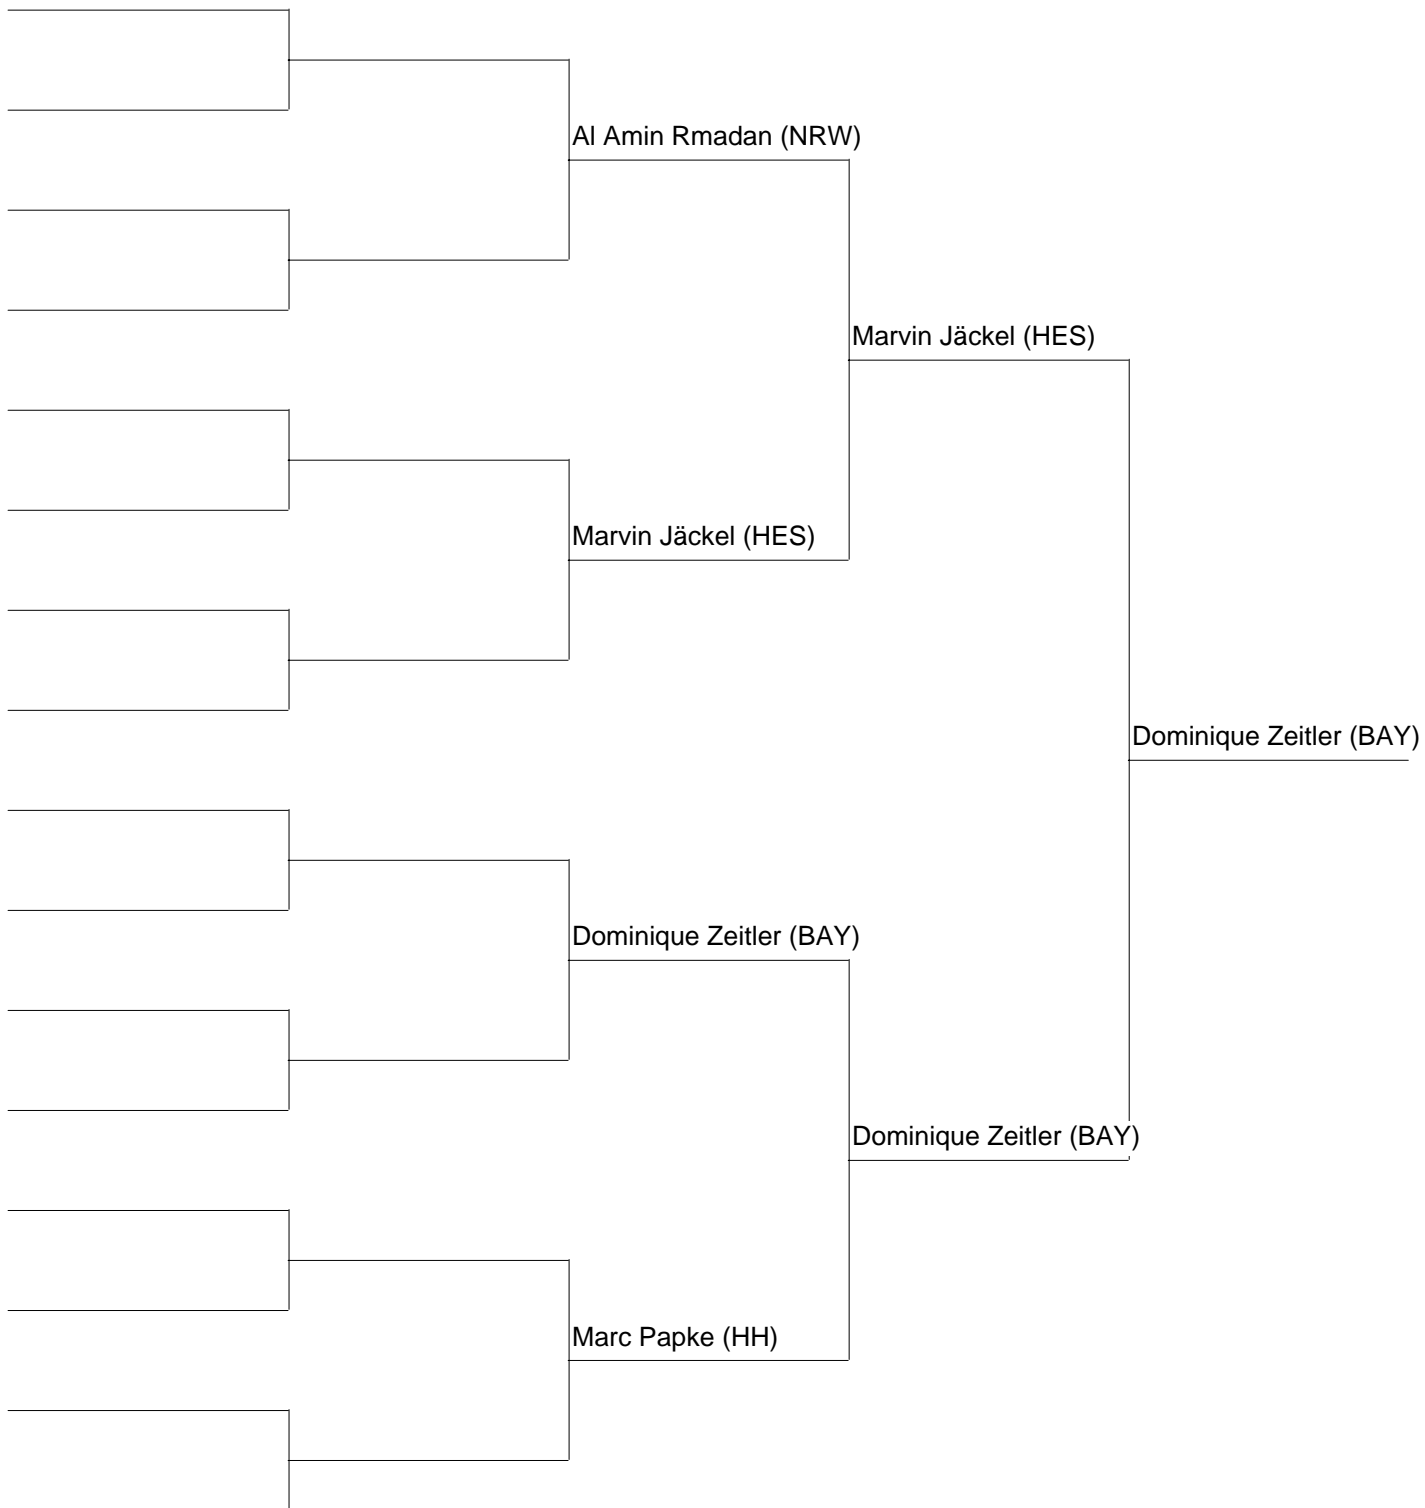 Al Amin Rmadan (NRW)
Marvin Jäckel (HES)
Marvin Jäckel (HES)
Dominique Zeitler (BAY)
Dominique Zeitler (BAY)
Dominique Zeitler (BAY)
Marc Papke (HH)